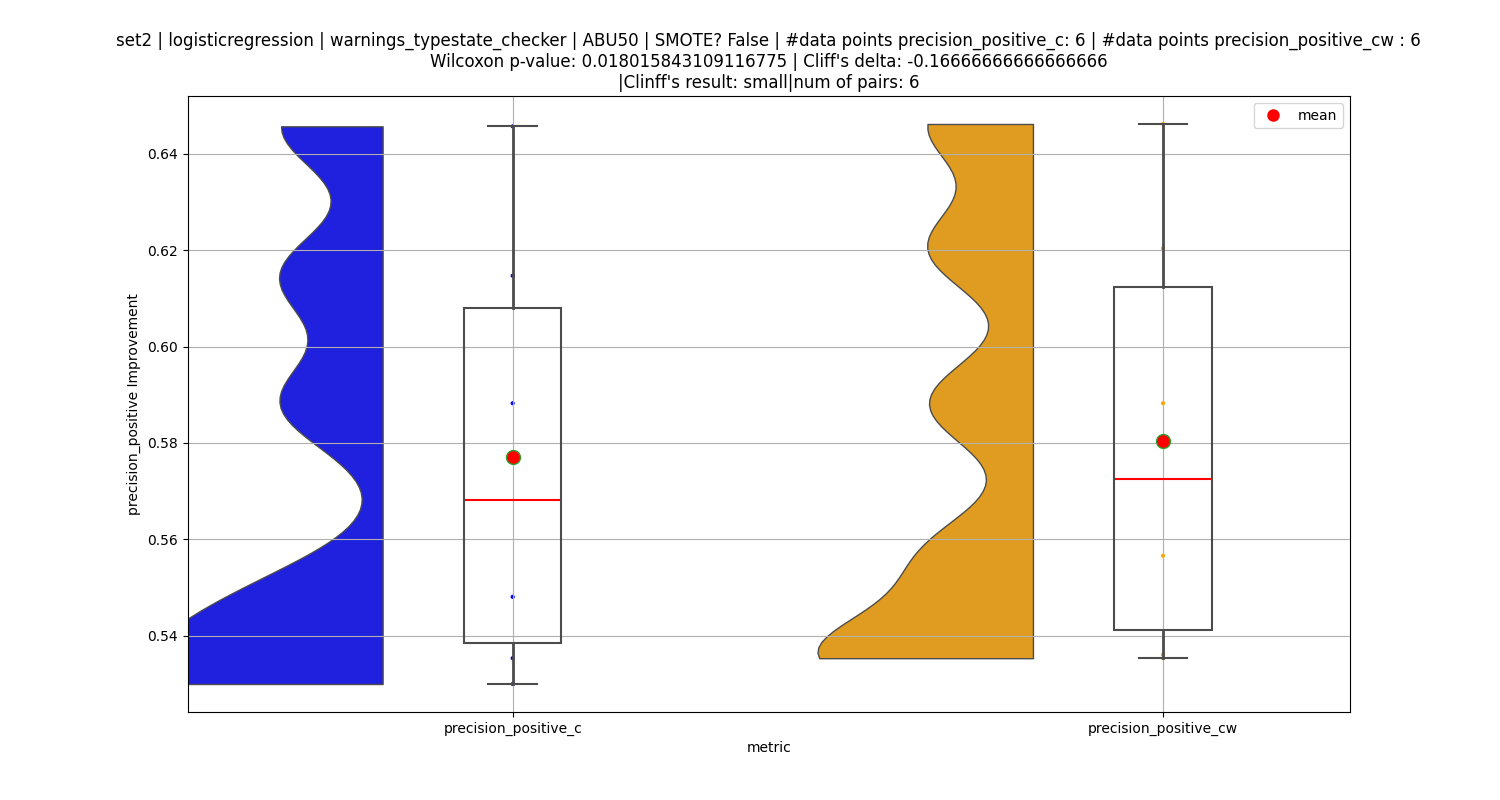 set2 | logisticregression | warnings_typestate_checker | ABU50 | SMOTE? False | #data points precision_positive_c: 6 | #data points precision_positive_cw : 6
Wilcoxon p-value: 0.018015843109116775 | Cliff's delta: -0.16666666666666666
|Clinff's result: small|num of pairs: 6
mean
0.64
0.62
0.60
0.58
0.56
0.54
precision_positive Improvement
precision_positive_c
precision_positive_cw
metric